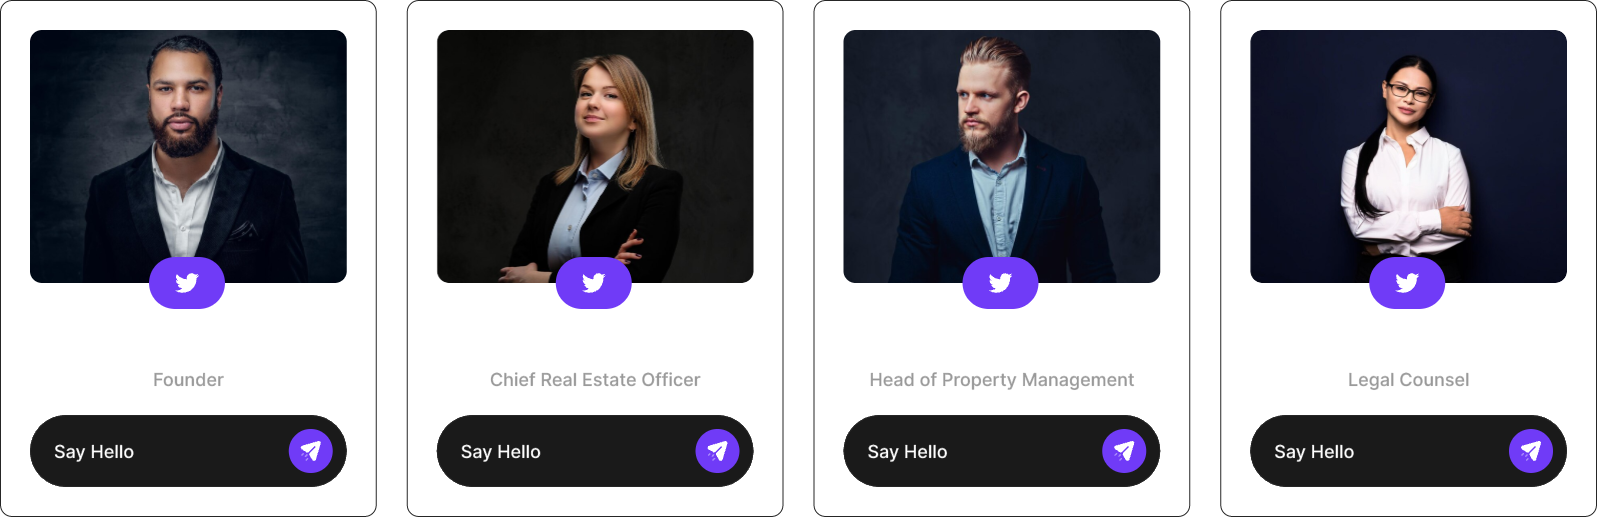 Founder
Say Hello
Chief Real Estate Officer
Say Hello
Head of Property Management
Say Hello
Legal Counsel
Say Hello